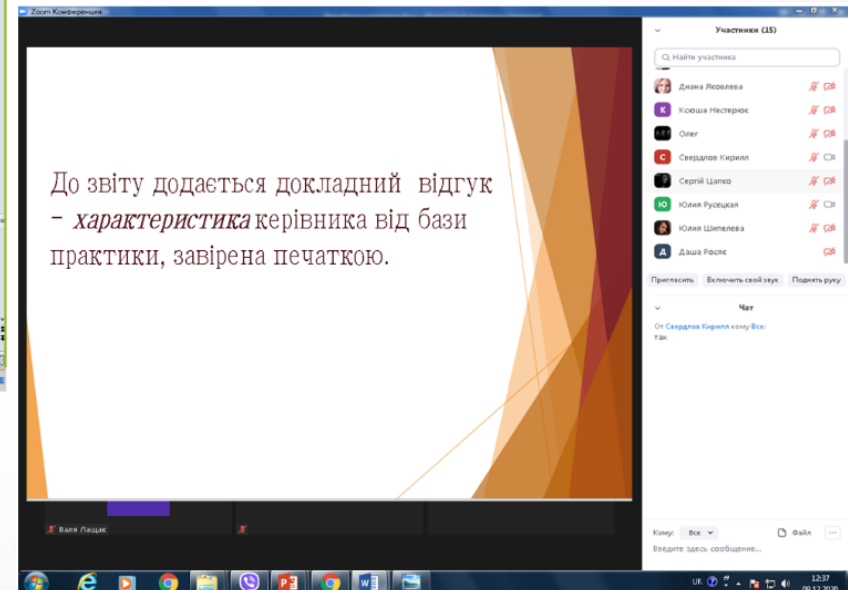 Zoom Конференция
До звіту додається докладний відгук
– характеристика керівника від бази
практики, завірена печаткою.
Валя Лащак
Участники (15)
Найти участника
Диана Яковлева
К
Ксюша Нестерюк
Олег
С
Свердлов Кирилл
Сергій Цапко
Ю
Юлия Русецкая
Юлия Шипелева
Д
Даша Росяк
Пригласить
Включить свой звук
Поднять руку
Чат
От Свердлов Кирилл кому Все:
так
Кому:
Все
Файл
Введите здесь сообщение...
UK
12:37
09.12.2020